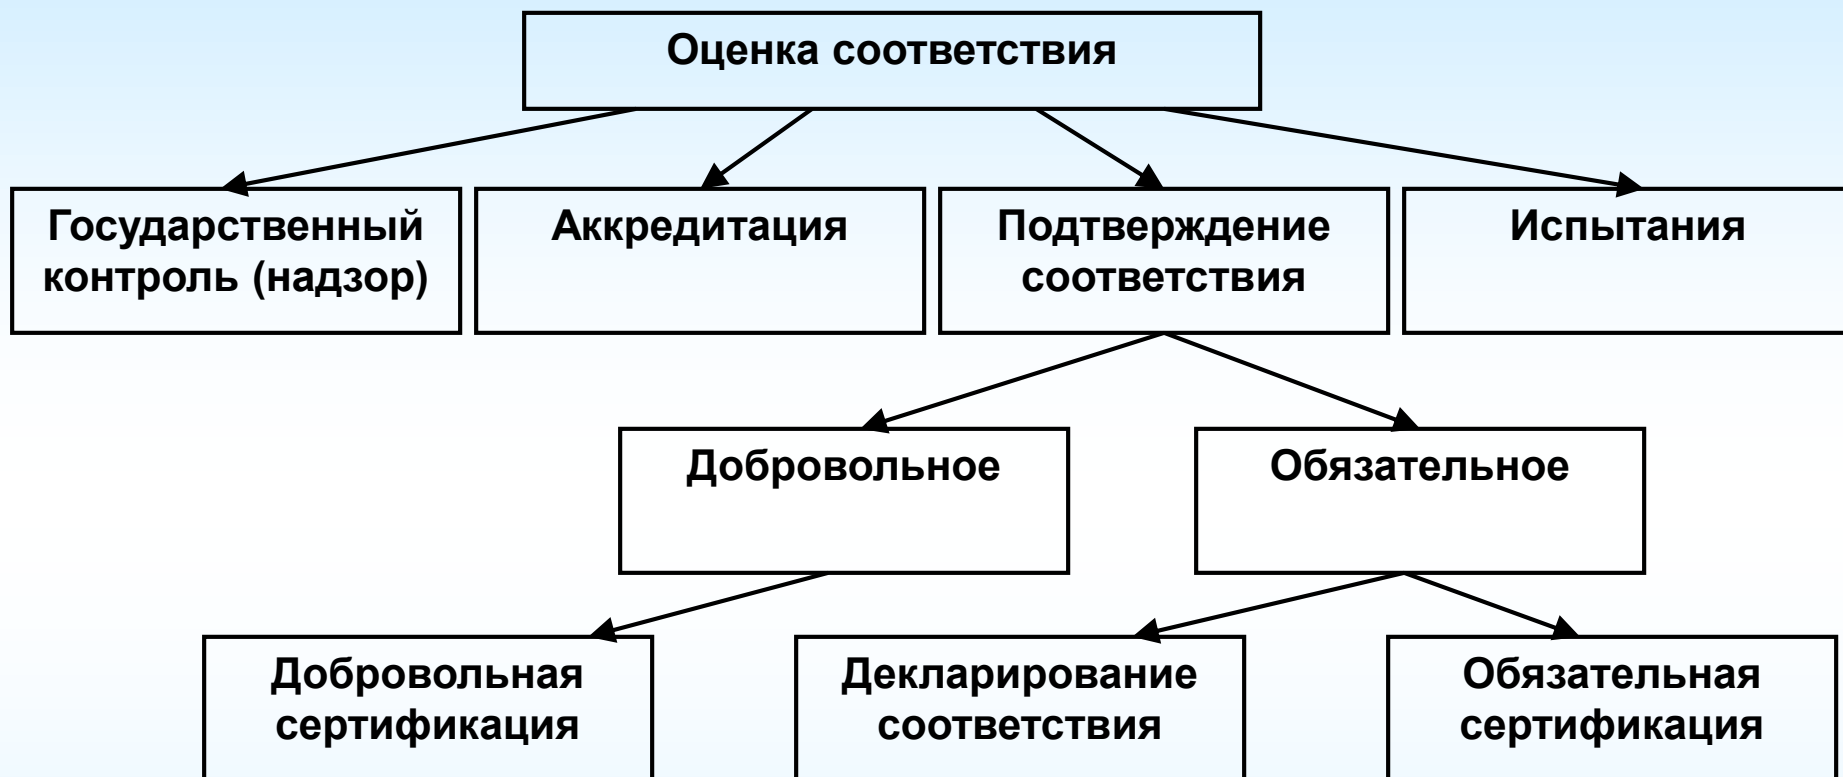 Оценка соответствия
Государственный
контроль (надзор)
Аккредитация
Подтверждение
соответствия
Испытания
Добровольное
Обязательное
Добровольная
сертификация
Декларирование
соответствия
Обязательная
сертификация